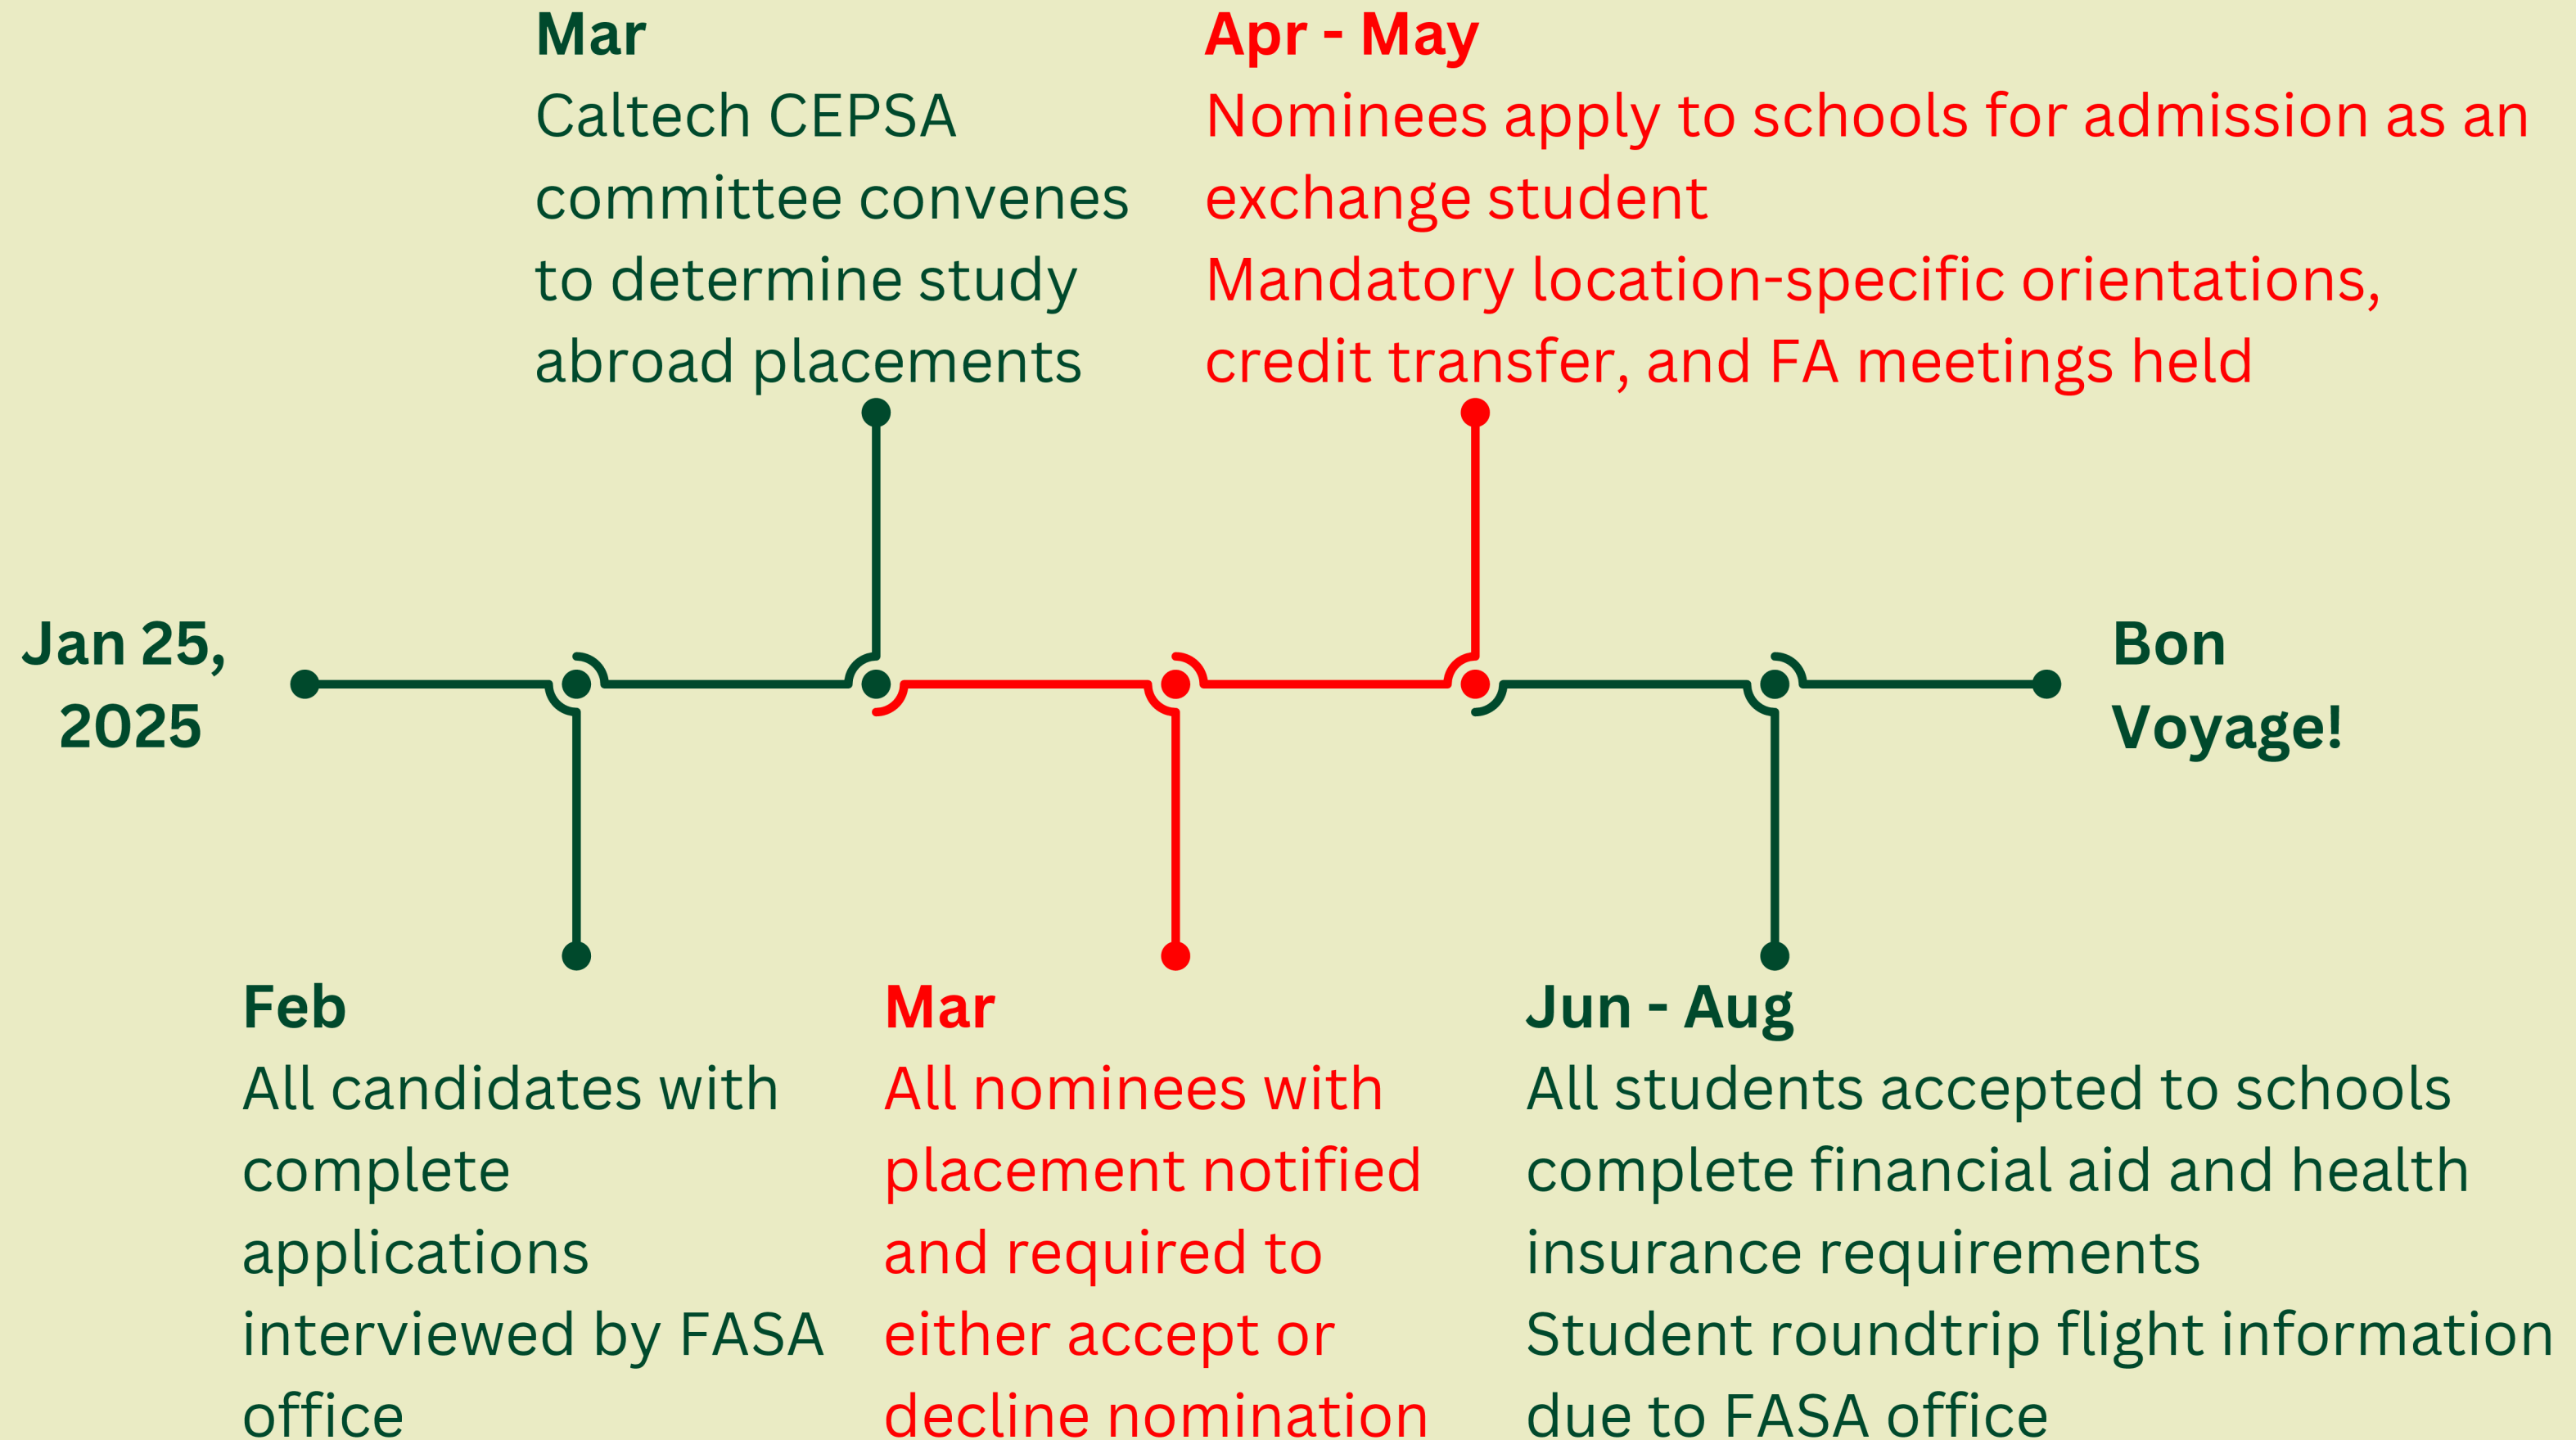 Jan 25,
2025
Feb
All candidates with
complete
applications
interviewed by FASA
office
Mar
Caltech CEPSA
committee convenes
to determine study
abroad placements
Mar
All nominees with
placement notified
and required to
either accept or
decline nomination
Apr - May
Nominees apply to schools for admission as an
exchange student
Mandatory location-specific orientations,
credit transfer, and FA meetings held
Jun - Aug
All students accepted to schools
complete financial aid and health
insurance requirements
Student roundtrip flight information
due to FASA office
Bon
Voyage!